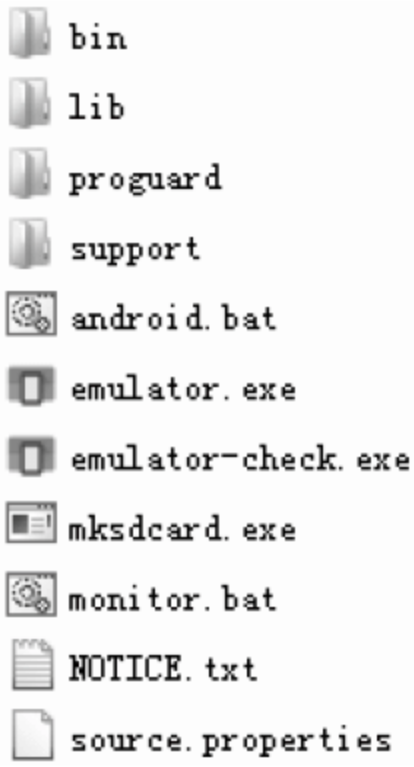 bin
lib
proguard
support
android.bat
emulator.exe
emulator-check.exe
mksdcard.exe
monitor.bat
NOTICE.txt
source.properties